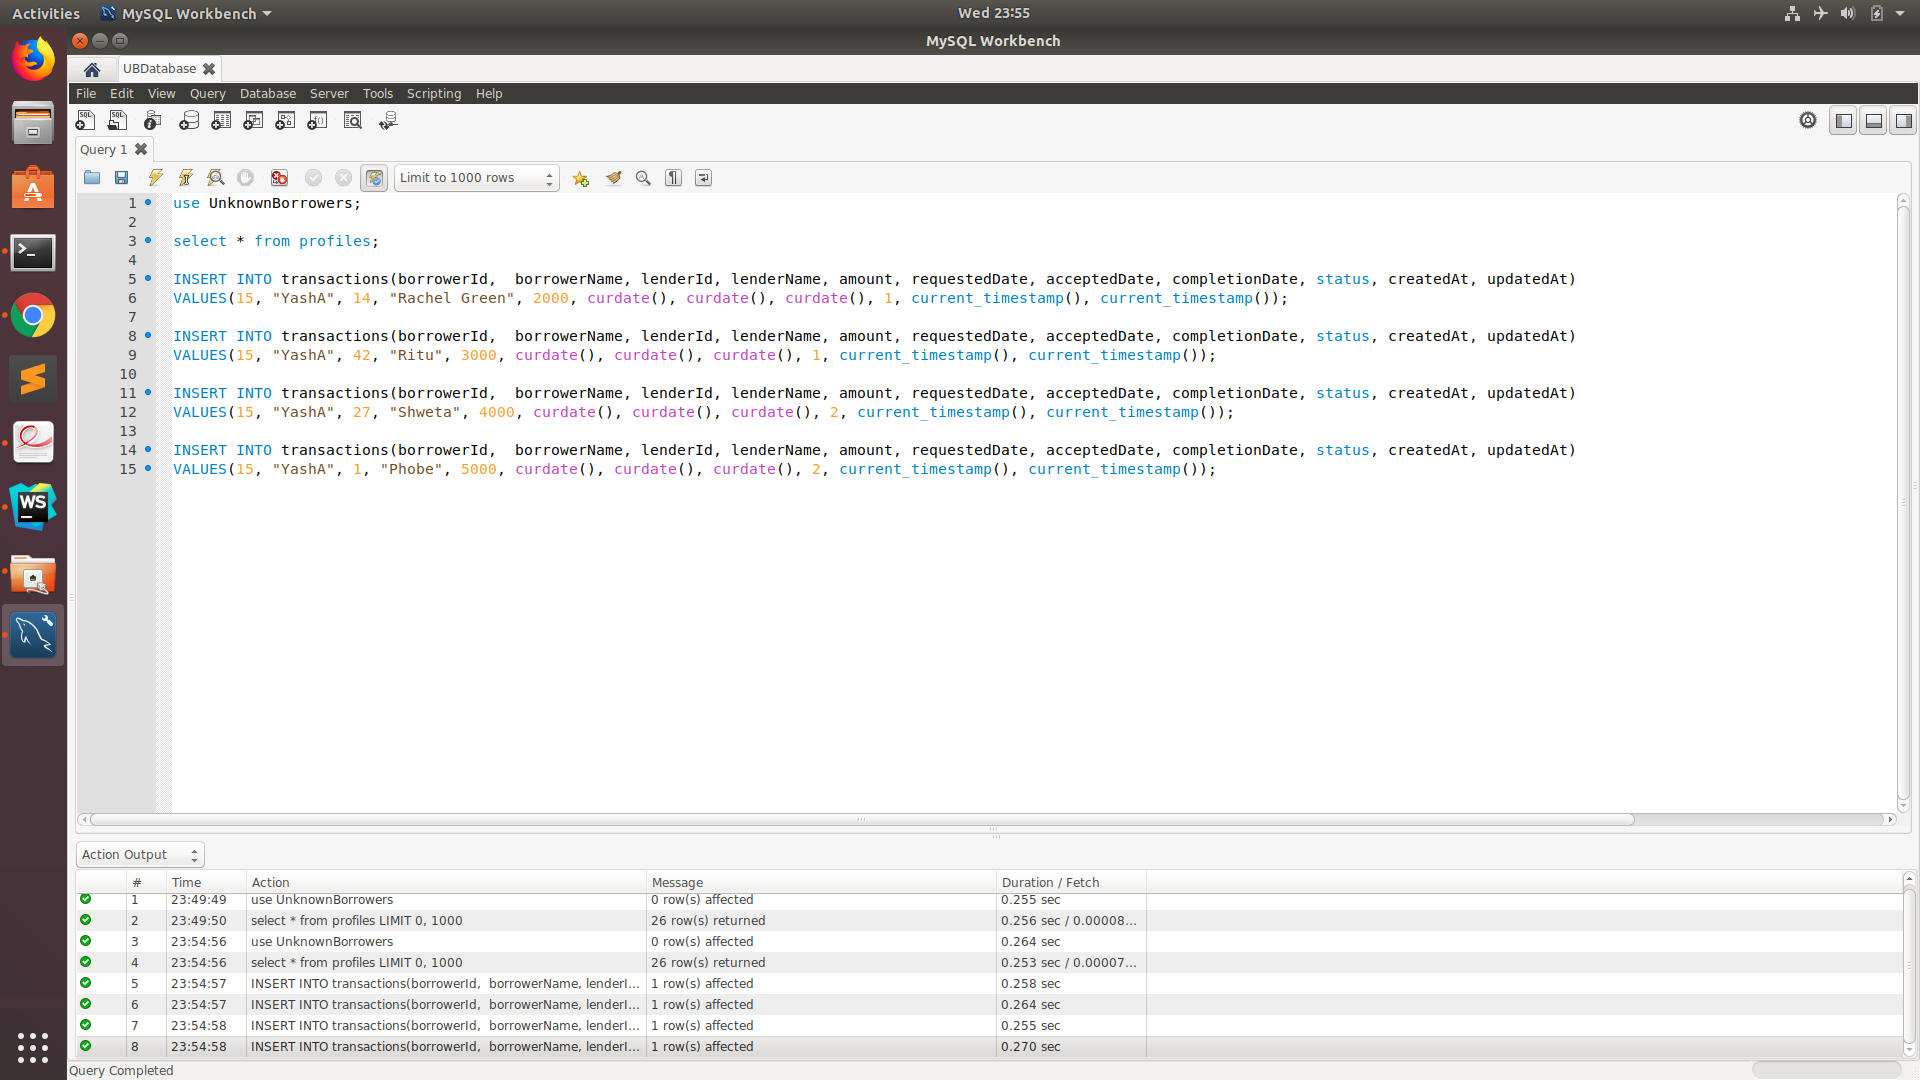 Activities MySQL Workbench Wed 23:55
MySQL Workbench
UBDatabase
File Edit View Query Database Server Tools Scripting Help
Query 1
Limit to 1000 rows
1 use UnknownBorrowers;
2
3 select * from profiles;
4
5 INSERT INTO transactions(borrowerId,  borrowerName, lenderId, lenderName, amount, requestedDate, acceptedDate, completionDate, status, createdAt, updatedAt)
6 VALUES(15, "YashA", 14, "Rachel Green", 2000, curdate(), curdate(), curdate(), 1, current_timestamp(), current_timestamp());
7
8 INSERT INTO transactions(borrowerId,  borrowerName, lenderId, lenderName, amount, requestedDate, acceptedDate, completionDate, status, createdAt, updatedAt)
9 VALUES(15, "YashA", 42, "Ritu", 3000, curdate(), curdate(), curdate(), 1, current_timestamp(), current_timestamp());
10
11 INSERT INTO transactions(borrowerId,  borrowerName, lenderId, lenderName, amount, requestedDate, acceptedDate, completionDate, status, createdAt, updatedAt)
12 VALUES(15, "YashA", 27, "Shweta", 4000, curdate(), curdate(), curdate(), 2, current_timestamp(), current_timestamp());
13
14 INSERT INTO transactions(borrowerId,  borrowerName, lenderId, lenderName, amount, requestedDate, acceptedDate, completionDate, status, createdAt, updatedAt)
15 VALUES(15, "YashA", 1, "Phobe", 5000, curdate(), curdate(), curdate(), 2, current_timestamp(), current_timestamp());
Action Output
# Time Action Message Duration / Fetch
1 23:49:49 use UnknownBorrowers 0 row(s) affected 0.255 sec
2 23:49:50 select * from profiles LIMIT 0, 1000 26 row(s) returned 0.256 sec / 0.00008...
3 23:54:56 use UnknownBorrowers 0 row(s) affected 0.264 sec
4 23:54:56 select * from profiles LIMIT 0, 1000 26 row(s) returned 0.253 sec / 0.00007...
5 23:54:57 INSERT INTO transactions(borrowerId,  borrowerName, lenderI... 1 row(s) affected 0.258 sec
6 23:54:57 INSERT INTO transactions(borrowerId,  borrowerName, lenderI... 1 row(s) affected 0.264 sec
7 23:54:58 INSERT INTO transactions(borrowerId,  borrowerName, lenderI... 1 row(s) affected 0.255 sec
8 23:54:58 INSERT INTO transactions(borrowerId,  borrowerName, lenderI... 1 row(s) affected 0.270 sec
Query Completed